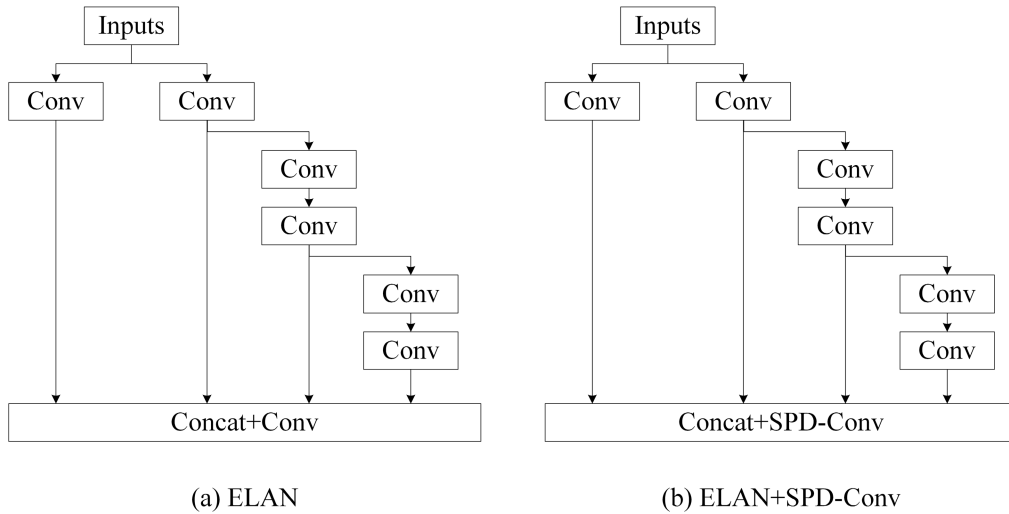 Inputs
Conv
Conv
Conv
Conv
Conv
Conv
Concat+Conv
(a) ELAN
Inputs
Conv
Conv
Conv
Conv
Conv
Conv
Concat+SPD-Conv
(b) ELAN+SPD-Conv